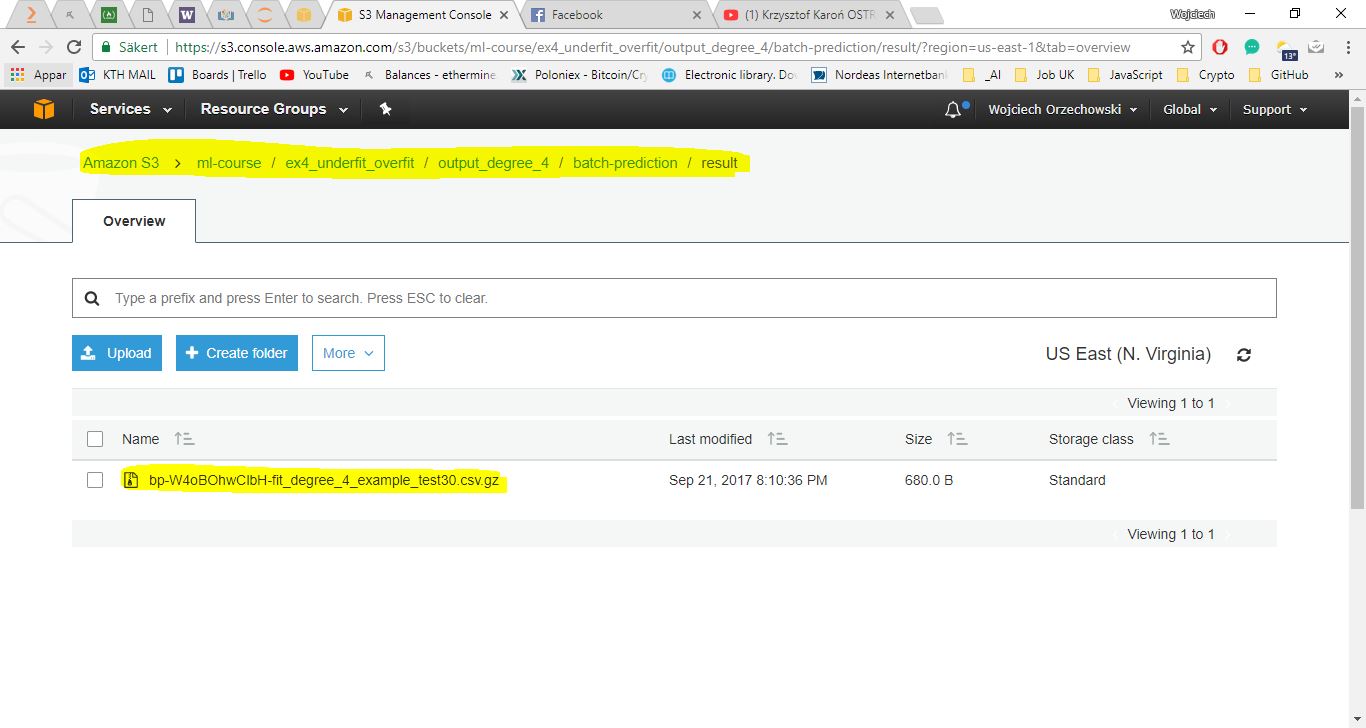 S3 Management Console
Facebook
(1) Krzysztof Karoń OSTR
Wojciech
Säkert
https://s3.console.aws.amazon.com/s3/buckets/ml-course/ex4_underfit_overfit/output_degree_4/batch-prediction/result/?region=us-east-1&tab=overview
13°
Appar KTH MAIL Boards | Trello YouTube Balances - ethermine Poloniex - Bitcoin/Cry Electronic library. Do Nordeas Internetbank _AI Job UK JavaScript Crypto GitHub »
Services Resource Groups Wojciech Orzechowski Global Support
Amazon S3 > ml-course / ex4_underfit_overfit / output_degree_4 / batch-prediction / result
Overview
Type a prefix and press Enter to search. Press ESC to clear.
Upload + Create folder More US East (N. Virginia)
Viewing 1 to 1
Name Last modified Size Storage class
bp-W4oBOhwCIbH-fit_degree_4_example_test30.csv.gz Sep 21, 2017 8:10:36 PM 680.0 B Standard
Viewing 1 to 1